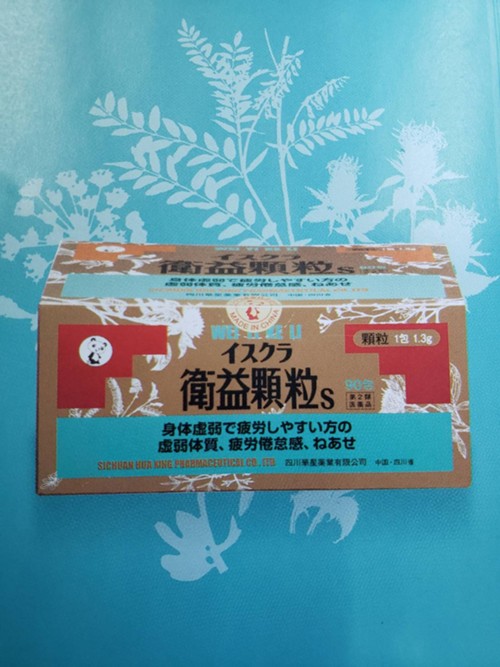 イスクラ
衛益顆粒S
身体虚弱で疲労しやすい方の
虚弱体質、疲労倦怠感、ねあせ
WEI YI KE LI
MADE IN CHINA
イスクラ
衛益顆粒S
顆粒 1包 1.3g
90包
第2類
医薬品
身体虚弱で疲労しやすい方の
虚弱体質、疲労倦怠感、ねあせ
SICHUAN HUA XING PHARMACEUTICAL CO., LTD 四川華産薬業有限公司 中国・四川省